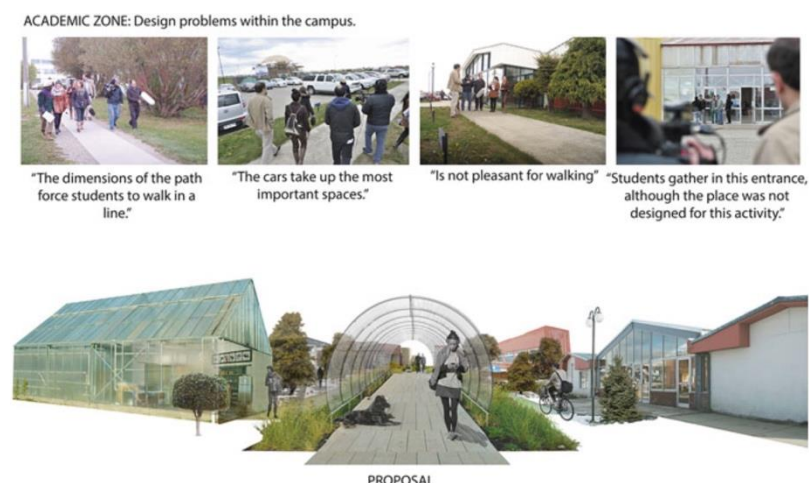 ACADEMIC ZONE: Design problems within the campus.
"The dimensions of the path
force students to walk in a
line."
"The cars take up the most
important spaces."
"Is not pleasant for walking"
"Students gather in this entrance,
although the place was not
designed for this activity."
PROPOSAL